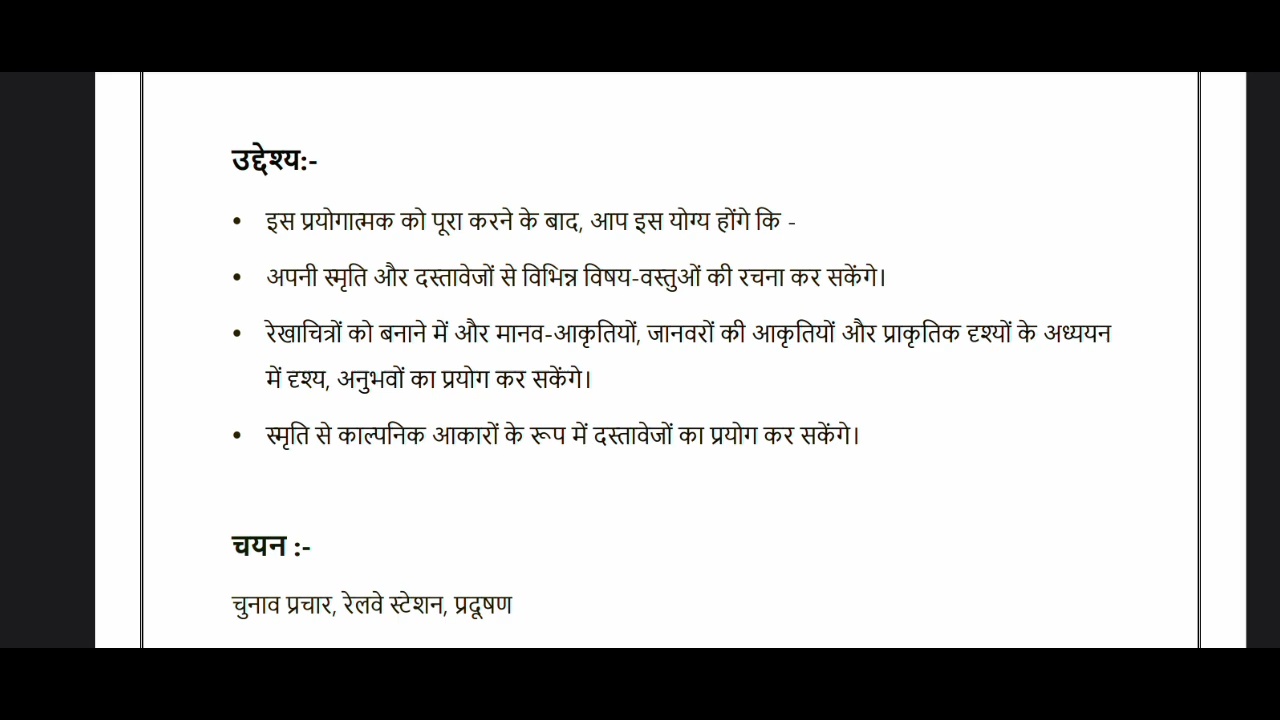 उद्देश्य:-
• इस प्रयोगात्मक को पूरा करने के बाद, आप इस योग्य होंगे कि -
• अपनी स्मृति और दस्तावेजों से विभिन्न विषय-वस्तुओं की रचना कर सकेंगे।
• रेखाचित्रों को बनाने में और मानव-आकृतियों, जानवरों की आकृतियों और प्राकृतिक दृश्यों के अध्ययन
में दृश्य, अनुभवों का प्रयोग कर सकेंगे।
• स्मृति से काल्पनिक आकारों के रूप में दस्तावेजों का प्रयोग कर सकेंगे।
चयन :-
चुनाव प्रचार, रेलवे स्टेशन, प्रदूषण